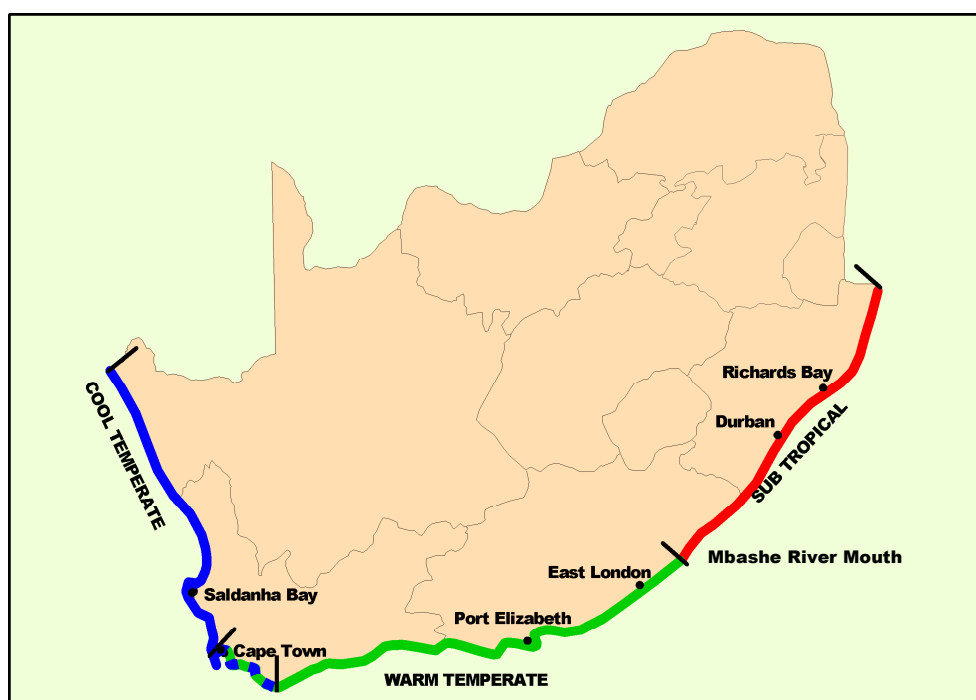 Richards Bay
COOL TEMPERATE
Durban
SUB TROPICAL
Mbashe River Mouth
East London
Saldanha Bay
Port Elizabeth
Cape Town
WARM TEMPERATE